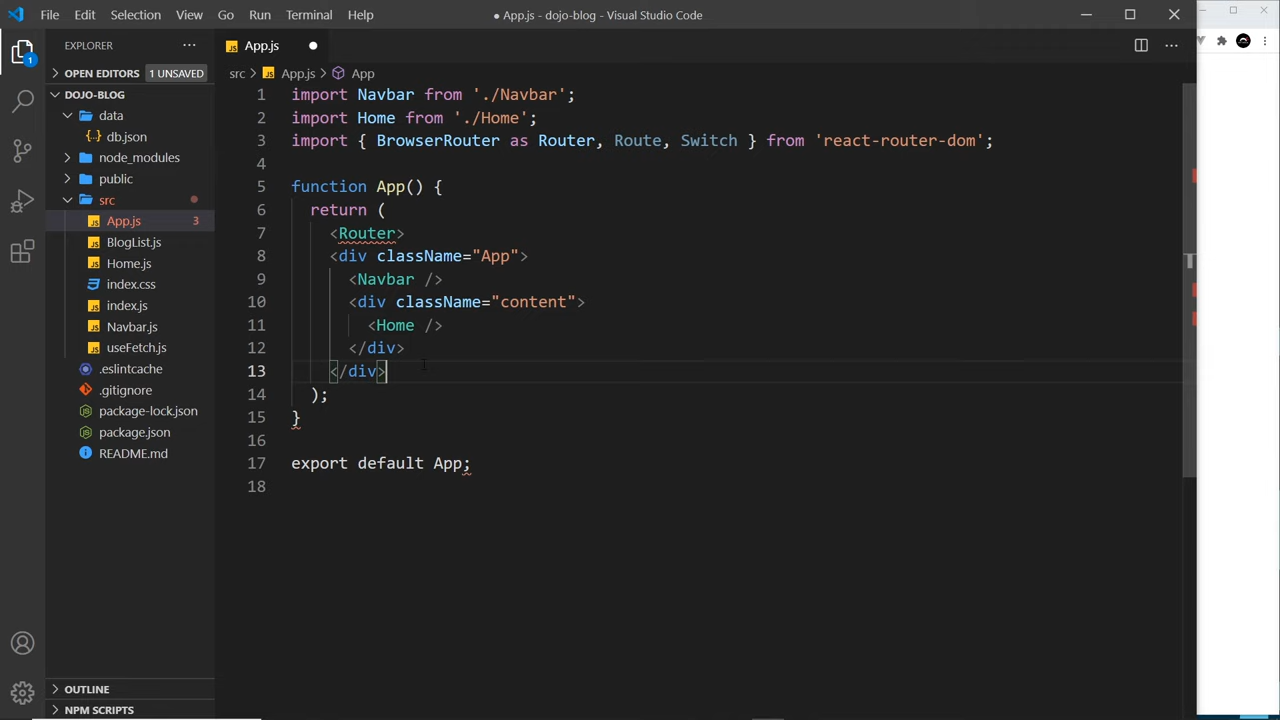 File Edit Selection View Go Run Terminal Help
● App.js - dojo-blog - Visual Studio Code
EXPLORER
OPEN EDITORS 1 UNSAVED
DOJO-BLOG
data
db.json
node_modules
public
src
App.js 3
BlogList.js
Home.js
index.css
index.js
Navbar.js
useFetch.js
.eslintcache
.gitignore
package-lock.json
package.json
README.md
OUTLINE
NPM SCRIPTS
1
App.js
src > App.js > App
1 import Navbar from './Navbar';
2 import Home from './Home';
3 import { BrowserRouter as Router, Route, Switch } from 'react-router-dom';
4
5 function App() {
6 return (
7 <Router>
8 <div className="App">
9 <Navbar />
10 <div className="content">
11 <Home />
12 </div>
13 </div>
14 );
15 }
16
17 export default App;
18